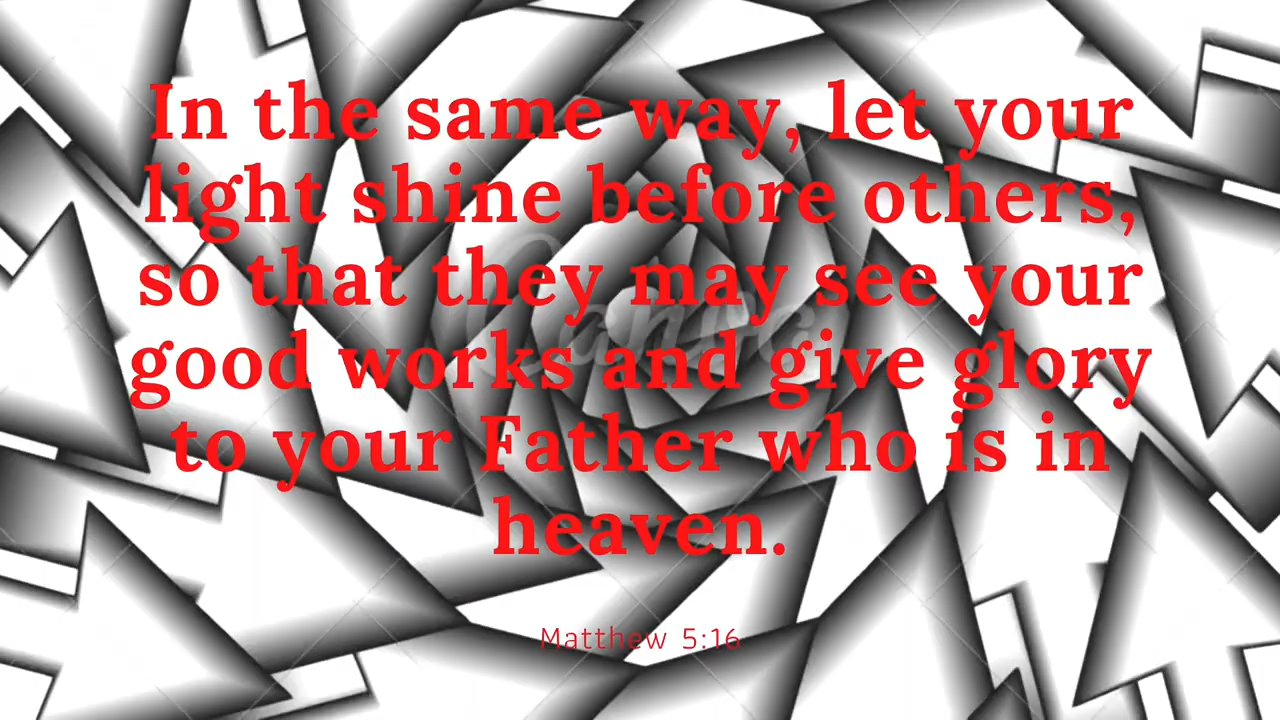 In the same way, let your
light shine before others,
so that they may see your
good works and give glory
to your Father who is in
heaven.
Matthew 5:16
Canva